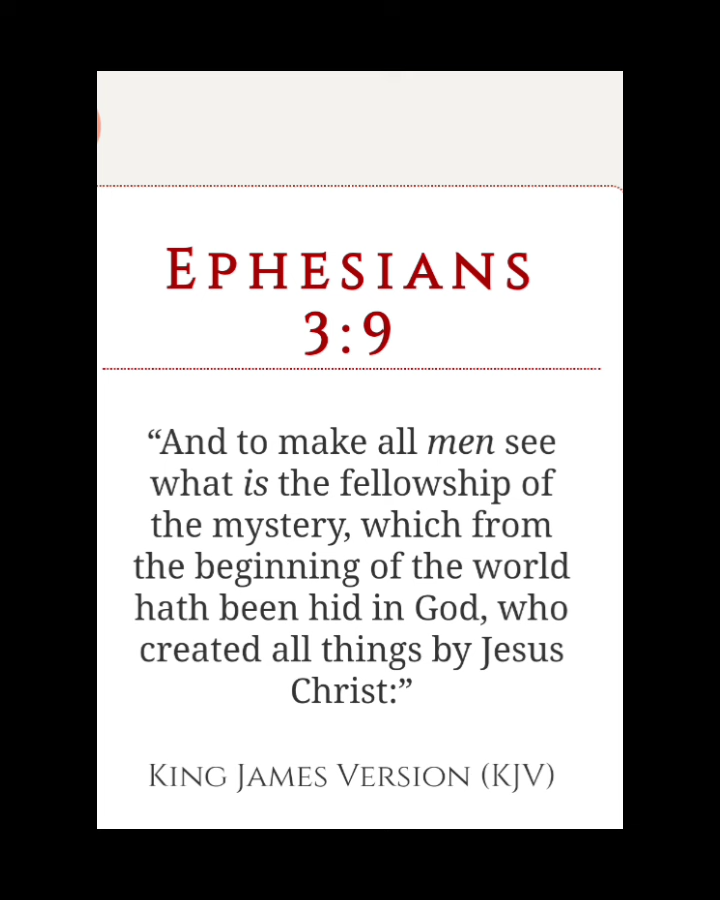 Ephesians
3:9
“And to make all men see
what is the fellowship of
the mystery, which from
the beginning of the world
hath been hid in God, who
created all things by Jesus
Christ:”
King James Version (KJV)